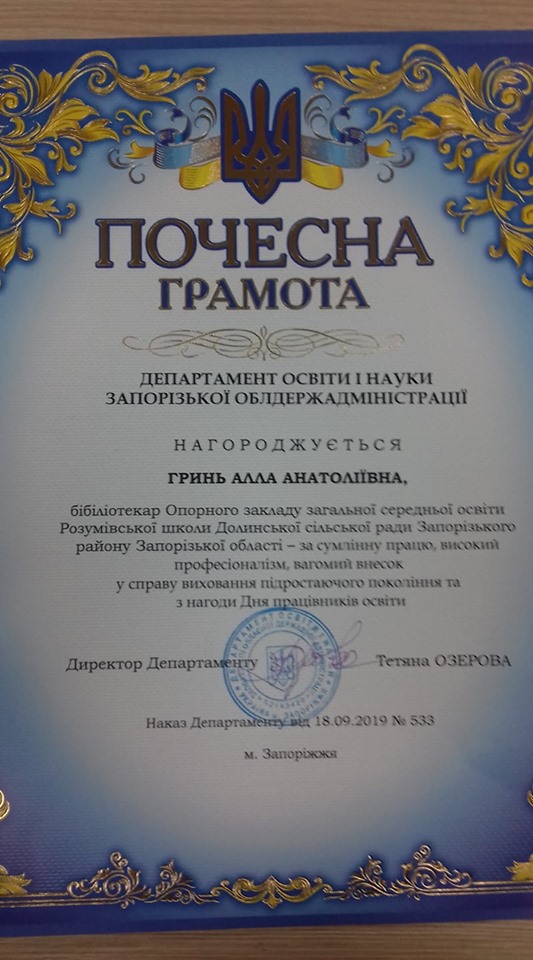 ПОЧЕСНА
ГРАМОТА
ДЕПАРТАМЕНТ ОСВІТИ І НАУКИ
ЗАПОРІЗЬКОЇ ОБЛДЕРЖАДМІНІСТРАЦІЇ
НАГОРОДЖУЄТЬСЯ
ГРИНЬ АЛЛА АНАТОЛІЇВНА,
бібіліотекар Опорного закладу загальної середньої освіти
Розумівської школи Долинської сільської ради Запорізького
району Запорізької області – за сумлінну працю, високий
професіоналізм, вагомий внесок
у справу виховання підростаючого покоління та
з нагоди Дня працівників освіти
Директор Департаменту Тетяна ОЗЕРОВА
Наказ Департаменту від 18.09.2019 № 533
м. Запоріжжя